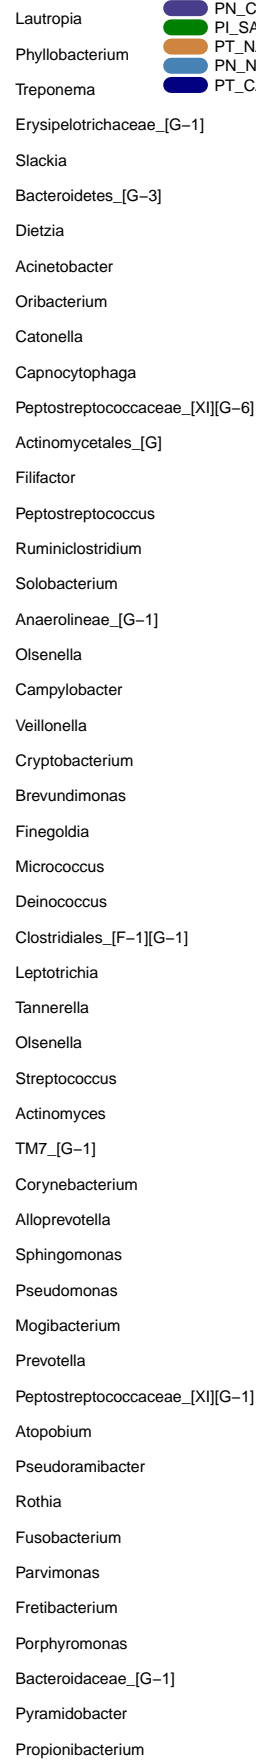 Lautropia
Phyllobacterium
Treponema
Erysipelotrichaceae_[G−1]
Slackia
Bacteroidetes_[G−3]
Dietzia
Acinetobacter
Oribacterium
Catonella
Capnocytophaga
Peptostreptococcaceae_[XI][G−6]
Actinomycetales_[G]
Filifactor
Peptostreptococcus
Ruminiclostridium
Solobacterium
Anaerolineae_[G−1]
Olsenella
Campylobacter
Veillonella
Cryptobacterium
Brevundimonas
Finegoldia
Micrococcus
Deinococcus
Clostridiales_[F−1][G−1]
Leptotrichia
Tannerella
Olsenella
Streptococcus
Actinomyces
TM7_[G−1]
Corynebacterium
Alloprevotella
Sphingomonas
Pseudomonas
Mogibacterium
Prevotella
Peptostreptococcaceae_[XI][G−1]
Atopobium
Pseudoramibacter
Rothia
Fusobacterium
Parvimonas
Fretibacterium
Porphyromonas
Bacteroidaceae_[G−1]
Pyramidobacter
Propionibacterium